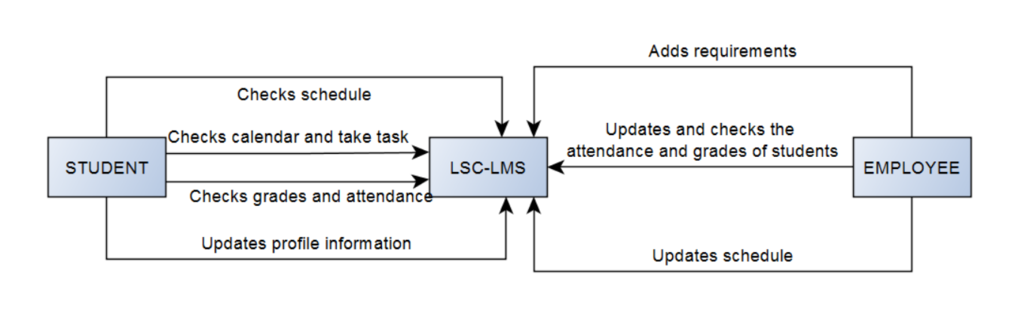 Adds requirements
Checks schedule
Checks calendar and take task
Updates and checks the
attendance and grades of students
STUDENT
LSC-LMS
EMPLOYEE
Checks grades and attendance
Updates profile information
Updates schedule